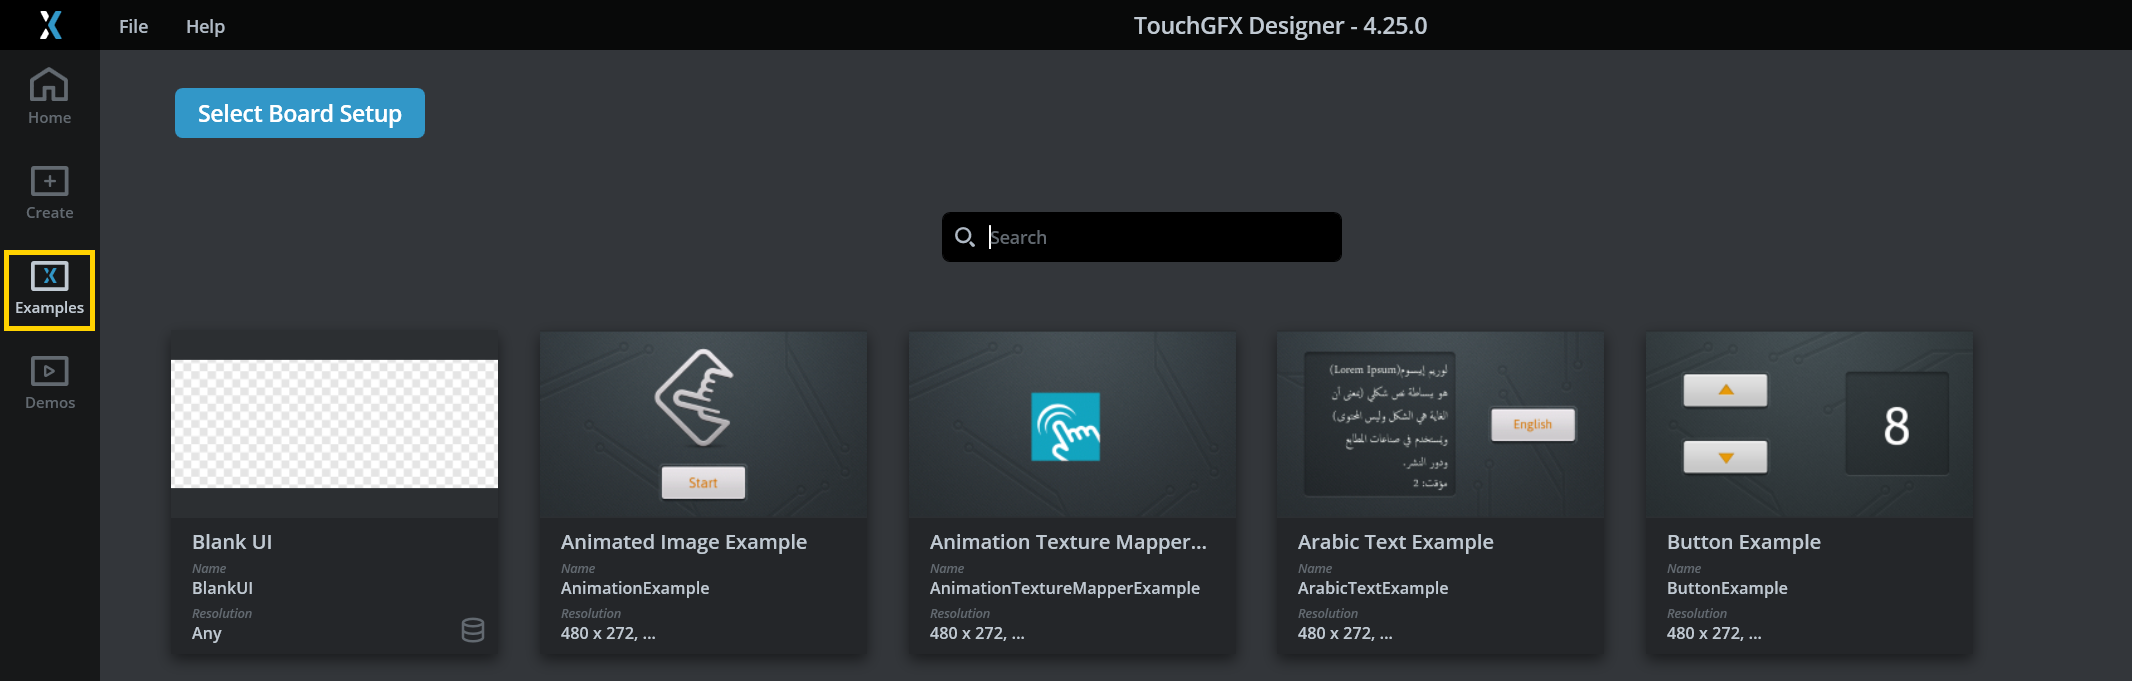 File
Help
TouchGFX Designer - 4.25.0
Home
Create
Examples
Demos
Select Board Setup
Search
Start
لوريم إيبسوم(Lorem Ipsum)
هو ببساطة نص شكلي (بمعنى أن
الغاية هي الشكل وليس المحتوى)
ويُستخدم في صناعات المطابع
ودور النشر.
مؤقت: 2
English
8
Blank UI
Name
BlankUI
Resolution
Any
Animated Image Example
Name
AnimationExample
Resolution
480 x 272, ...
Animation Texture Mapper...
Name
AnimationTextureMapperExample
Resolution
480 x 272, ...
Arabic Text Example
Name
ArabicTextExample
Resolution
480 x 272, ...
Button Example
Name
ButtonExample
Resolution
480 x 272, ...